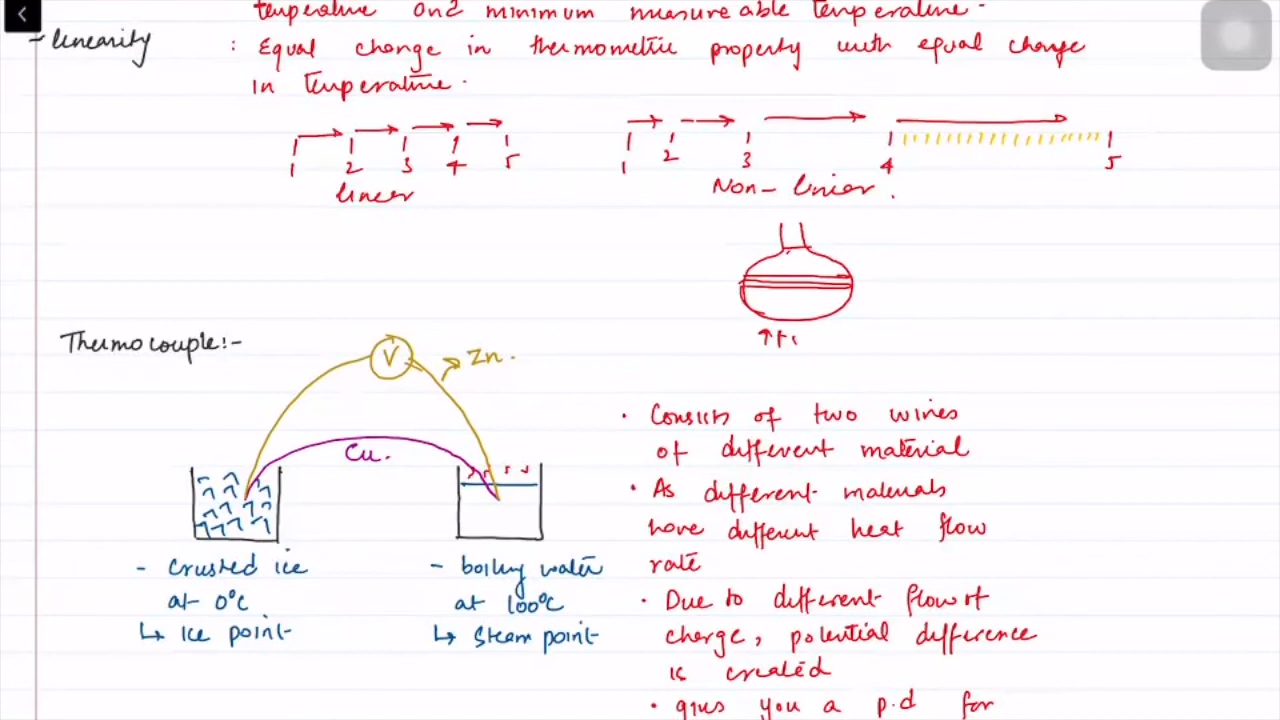 temperature and minimum measureable temperature.
- linearity : Equal change in thermometric property with equal change
in temperature.
1 2 3 4 5
linear
1 2 3 4 5
Non-linier.
Thermocouple:-
V
Zn.
Cu.
- Crusted ice
at 0°C
↳ Ice point
- boiling water
at 100°C
↳ Steam point
• Consists of two wires
of different material
• As different materials
have different heat flow
rate
• Due to different flow of
charge, potential difference
is created
• gives you a p.d for